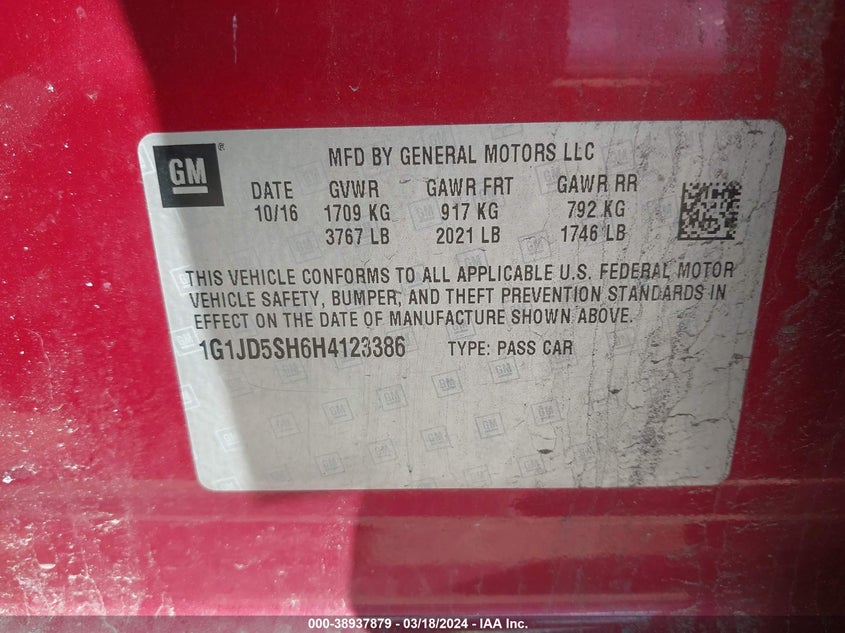 GM
MFD BY GENERAL MOTORS LLC
DATE GVWR GAWR FRT GAWR RR
10/16 1709 KG 917 KG 792 KG
3767 LB 2021 LB 1746 LB
THIS VEHICLE CONFORMS TO ALL APPLICABLE U.S. FEDERAL MOTOR
VEHICLE SAFETY, BUMPER, AND THEFT PREVENTION STANDARDS IN
EFFECT ON THE DATE OF MANUFACTURE SHOWN ABOVE.
1G1JD5SH6H4123386 TYPE: PASS CAR
000-38937879 - 03/18/2024 - IAA Inc.